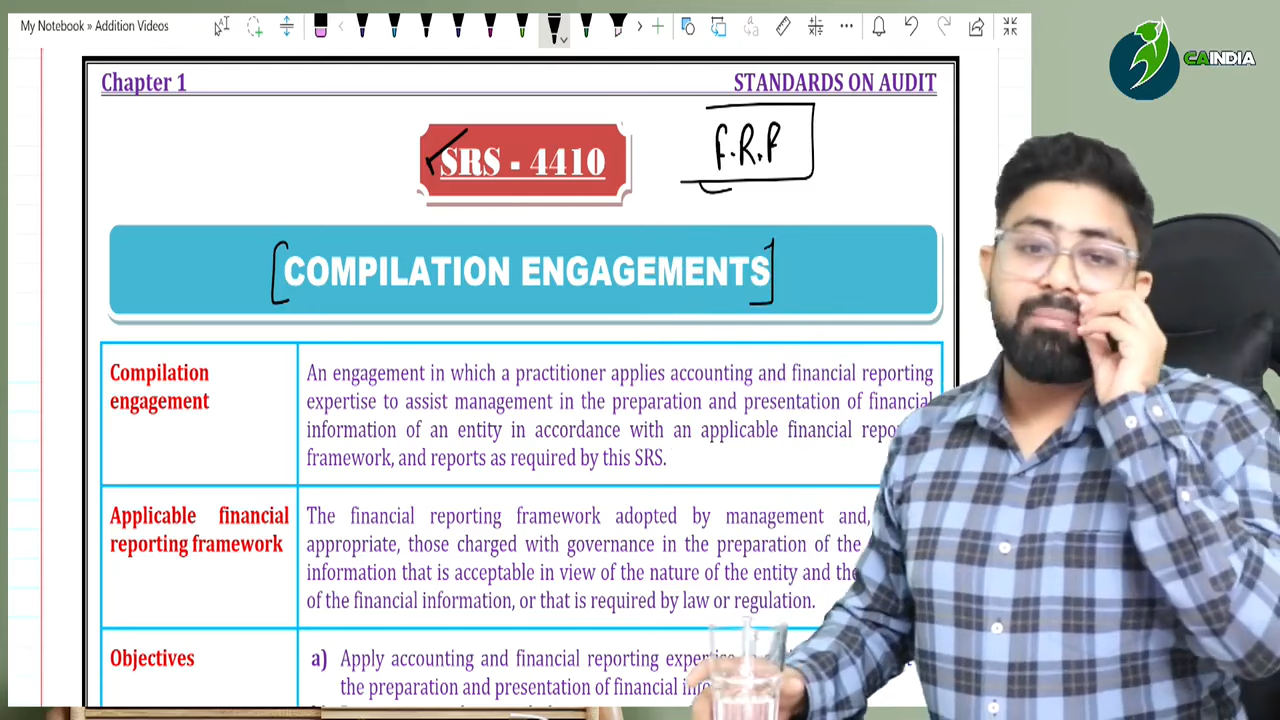 My Notebook » Addition Videos
CAINDIA
Chapter 1 STANDARDS ON AUDIT
SRS - 4410
F.R.F
COMPILATION ENGAGEMENTS
Compilation engagement
An engagement in which a practitioner applies accounting and financial reporting
expertise to assist management in the preparation and presentation of financial
information of an entity in accordance with an applicable financial
framework, and reports as required by this SRS.
Applicable financial
reporting framework
The financial reporting framework adopted by management and,
appropriate, those charged with governance in the preparation of the
information that is acceptable in view of the nature of the entity and the
of the financial information, or that is required by law or regulation.
Objectives
a) Apply accounting and financial reporting
the preparation and presentation of financial